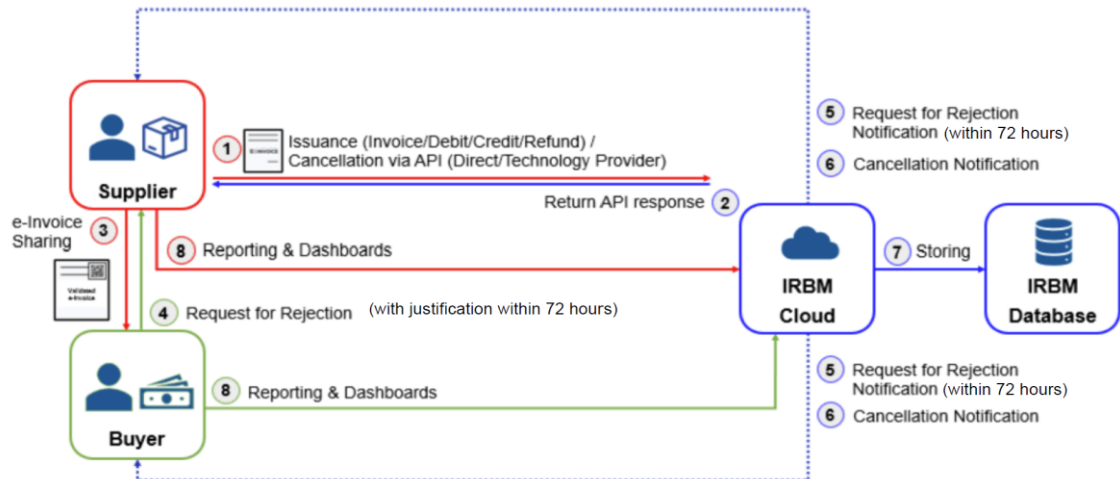 5
Request for Rejection
Notification (within 72 hours)
6
Cancellation Notification
1
E-INVOICE
Issuance (Invoice/Debit/Credit/Refund) /
Cancellation via API (Direct/Technology Provider)
Supplier
Return API response
2
e-Invoice
Sharing
3
8
Reporting & Dashboards
7
Storing
IRBM
Cloud
IRBM
Database
Validated
e-Invoice
4
Request for Rejection
(with justification within 72 hours)
5
Request for Rejection
Notification (within 72 hours)
6
Cancellation Notification
8
Reporting & Dashboards
Buyer